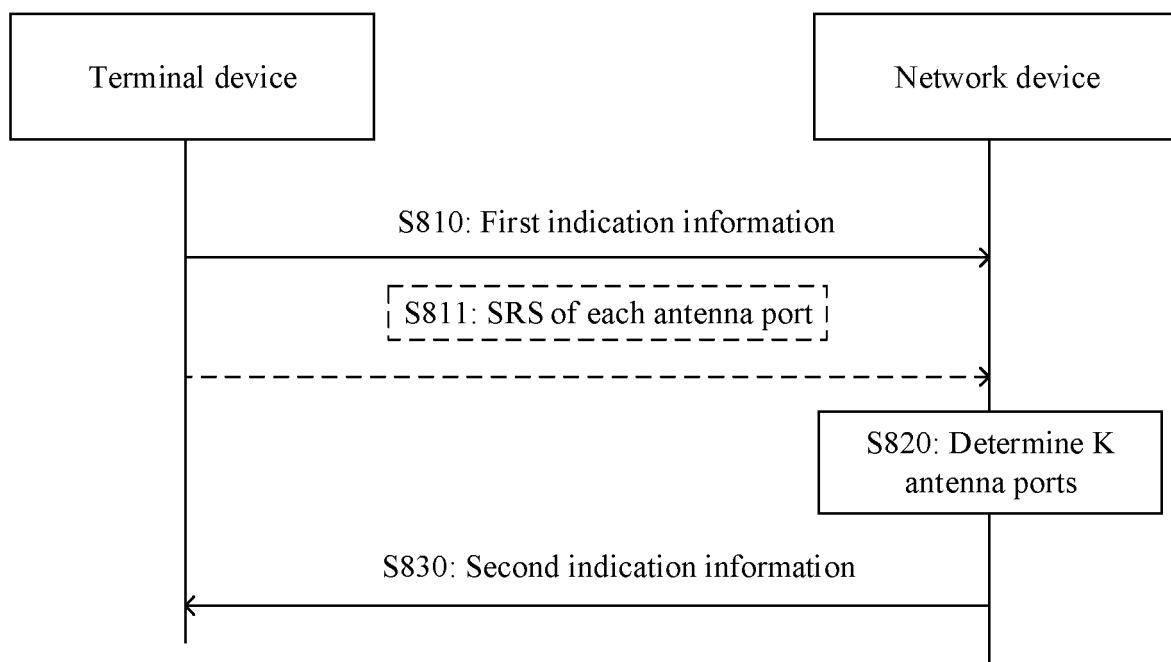 Terminal device
Network device
S810: First indication information
S811: SRS of each antenna port
S820: Determine K
antenna ports
S830: Second indication information